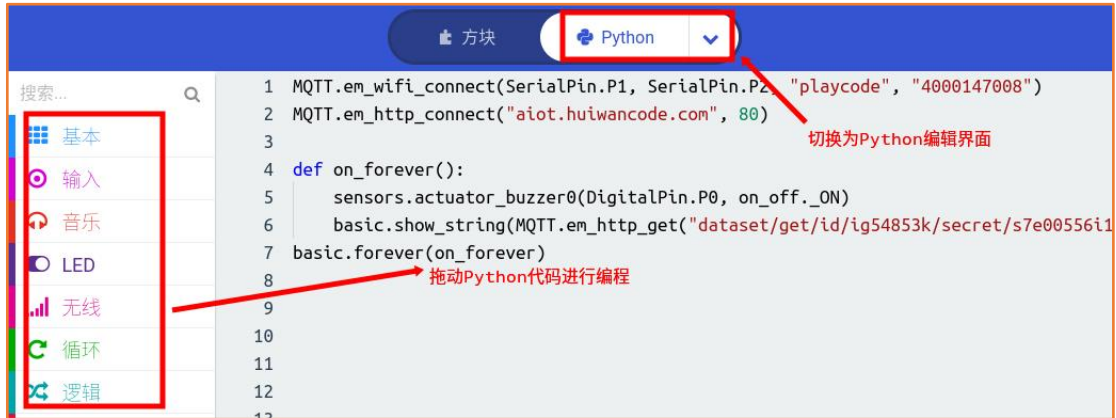 方块
Python
搜索...
基本
输入
音乐
LED
无线
循环
逻辑
1 MQTT.em_wifi_connect(SerialPin.P1, SerialPin.P2, "playcode", "4000147008")
2 MQTT.em_http_connect("aiot.huiwancode.com", 80)
3
切换为Python编辑界面
4 def on_forever():
5 sensors.actuator_buzzer0(DigitalPin.P0, on_off._ON)
6 basic.show_string(MQTT.em_http_get("dataset/get/id/ig54853k/secret/s7e00556i1
7 basic.forever(on_forever)
拖动Python代码进行编程
8
9
10
11
12